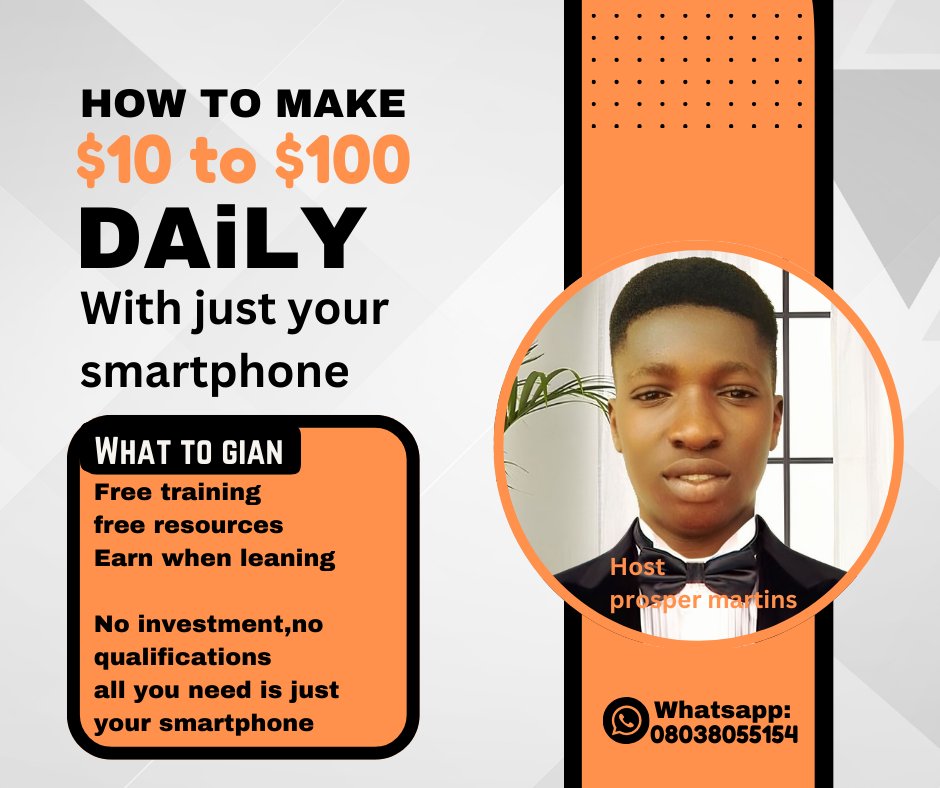 HOW TO MAKE
$10 to $100
DAiLY
With just your
smartphone
WHAT TO GIAN
Free training
free resources
Earn when leaning
No investment,no
qualifications
all you need is just
your smartphone
Host
prosper martins
Whatsapp:
08038055154